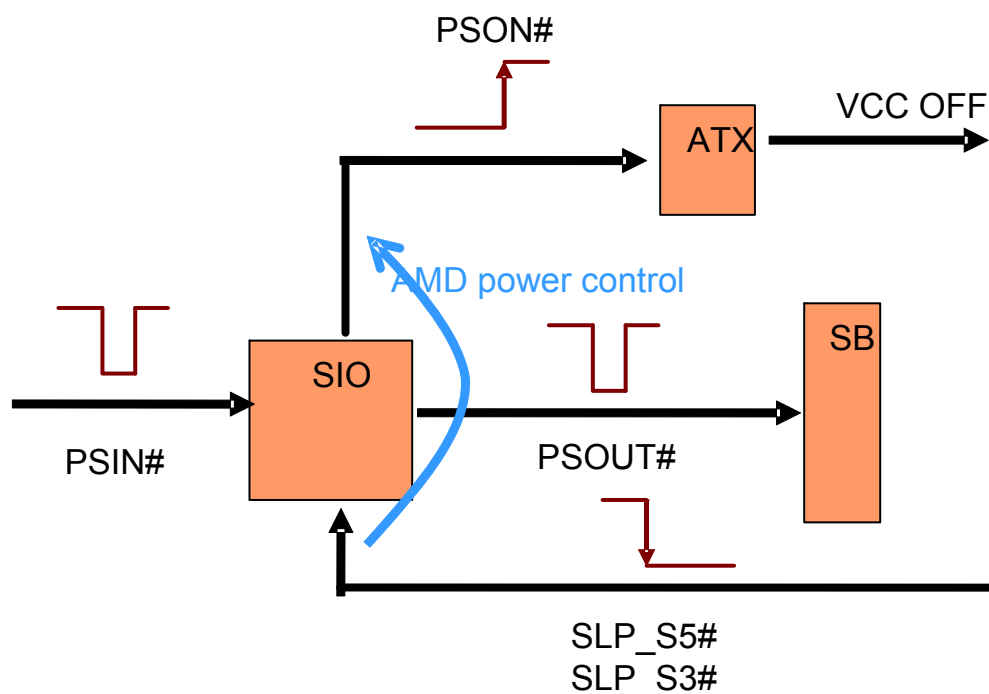 PSON#
VCC OFF
ATX
AMD power control
SB
SIO
PSIN#
PSOUT#
SLP_S5#
SLP_S3#